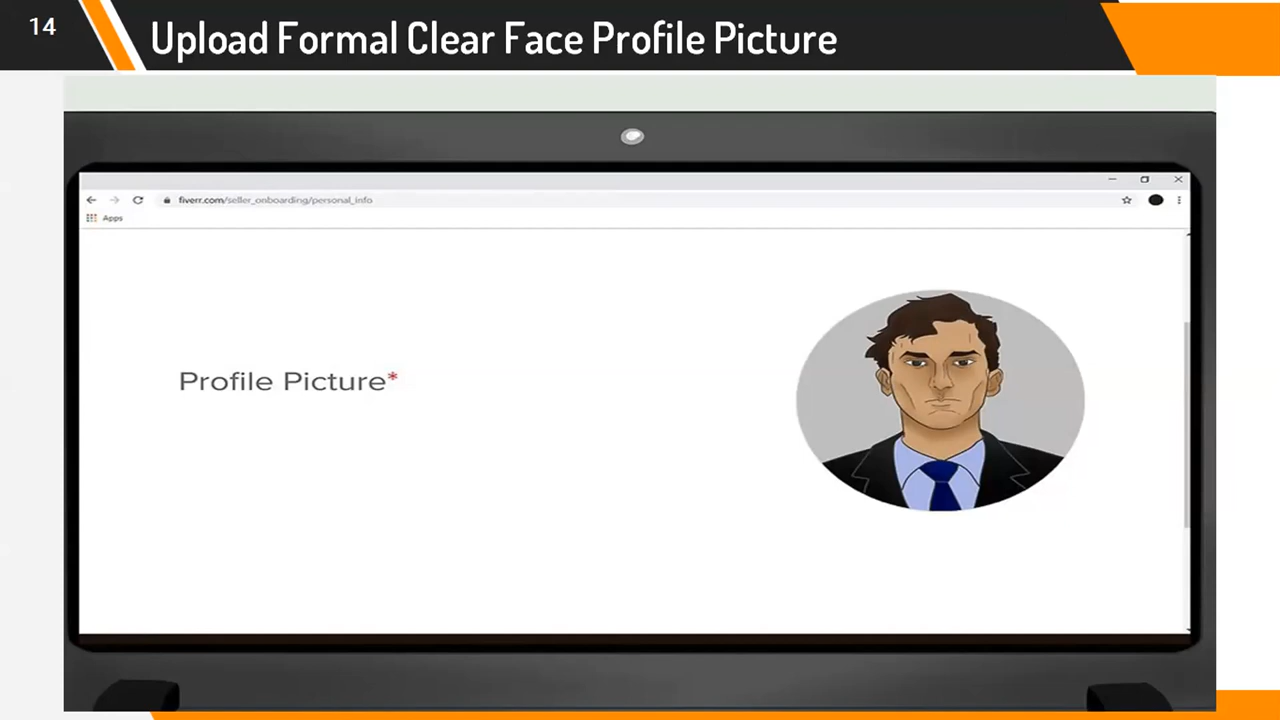 14
Upload Formal Clear Face Profile Picture
fiverr.com/seller_onboarding/personal_info
Apps
Profile Picture*